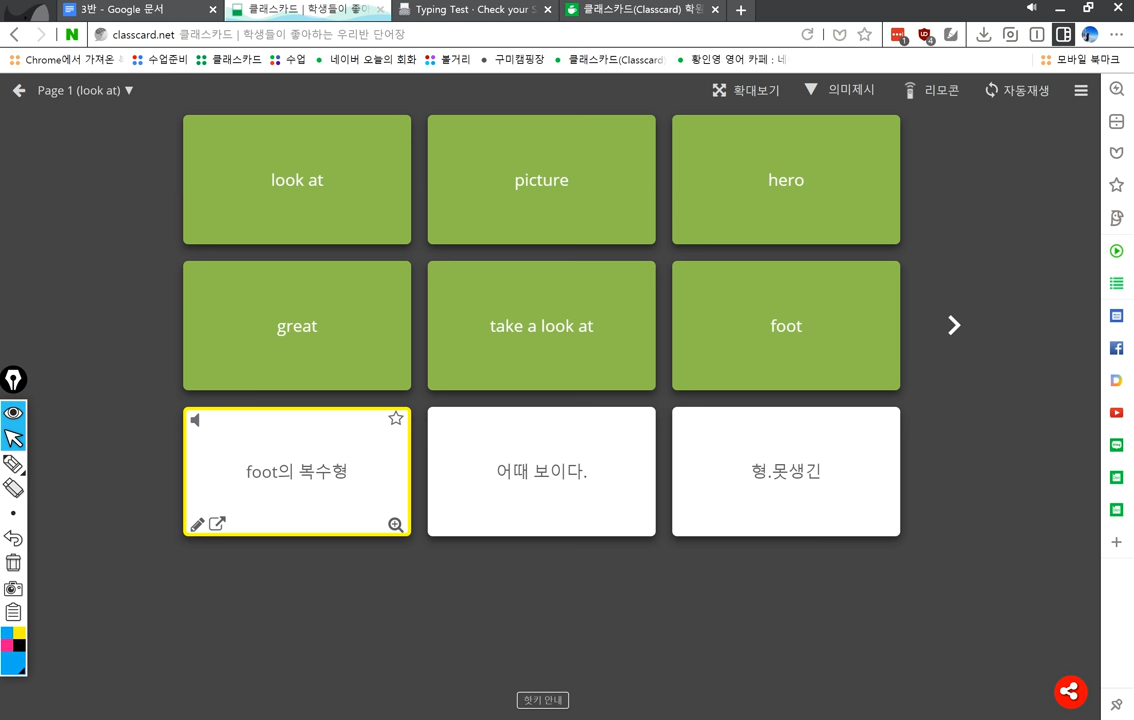 3반 - Google 문서
클래스카드 | 학생들이 좋아
Typing Test · Check your S
클래스카드(Classcard) 학원
N
classcard.net 클래스카드 | 학생들이 좋아하는 우리반 단어장
1
4
Chrome에서 가져온
수업준비
클래스카드
수업
네이버 오늘의 회화
볼거리
구미캠핑장
클래스카드(Classcard
황인영 영어 카페 : 네
모바일 북마크
Page 1 (look at) ▼
확대보기
의미제시
리모콘
자동재생
look at
picture
hero
great
take a look at
foot
foot의 복수형
어때 보이다.
형.못생긴
핫키 안내